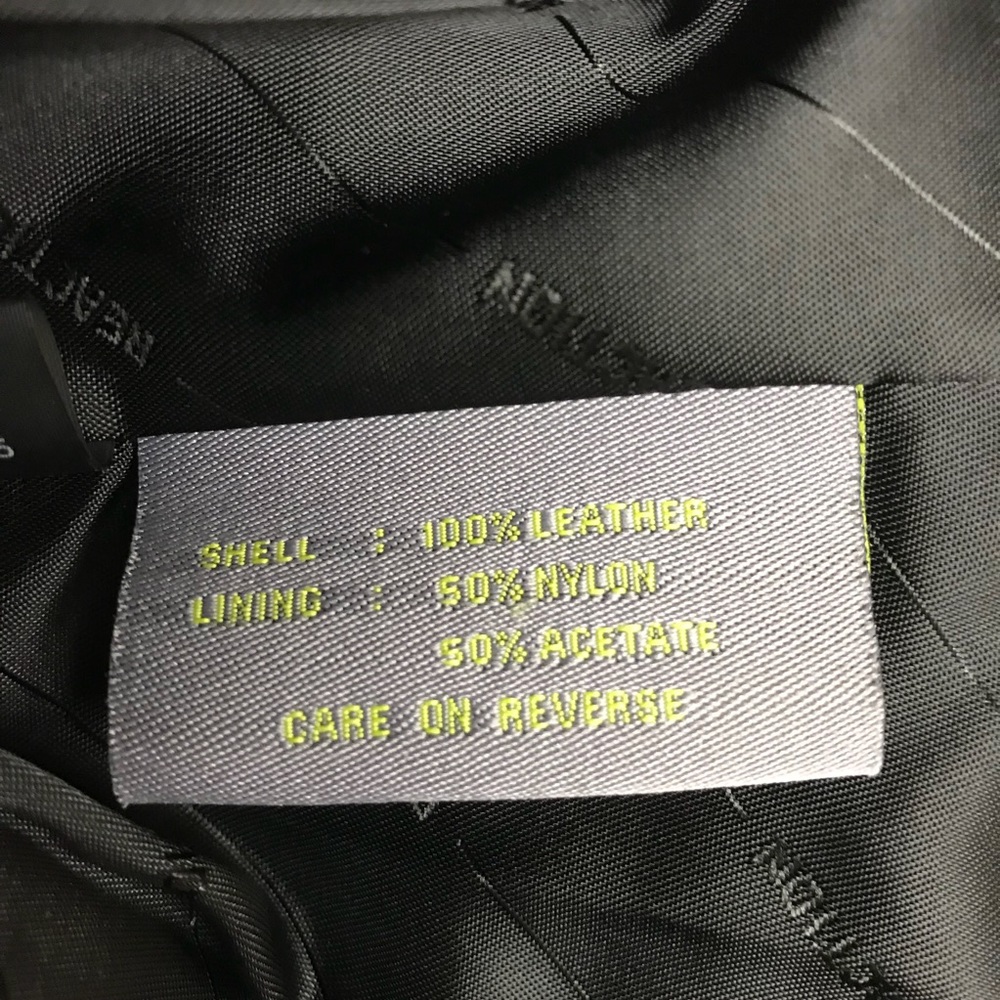 SHELL : 100% LEATHER
LINING : 50% NYLON
50% ACETATE
CARE ON REVERSE